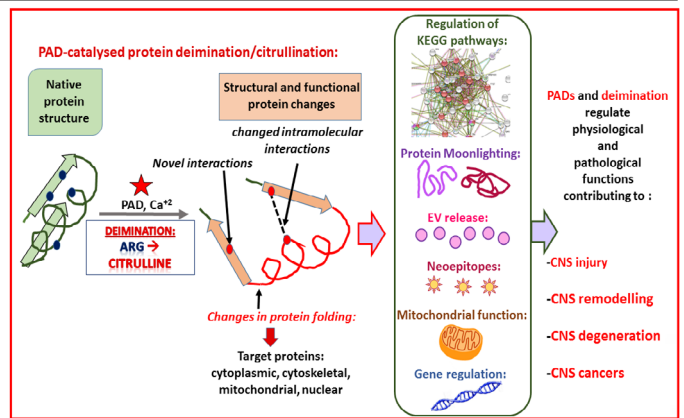 PAD-catalysed protein deimination/citrullination:
Native
protein
structure
Structural and functional
protein changes
changed intramolecular
interactions
Novel interactions
PAD, Ca⁺²
DEIMINATION:
ARG →
CITRULLINE
Changes in protein folding:
Target proteins:
cytoplasmic, cytoskeletal,
mitochondrial, nuclear
Regulation of
KEGG pathways:
Protein Moonlighting:
EV release:
Neoepitopes:
Mitochondrial function:
Gene regulation:
PADs and deimination
regulate
physiological
and
pathological
functions
contributing to :
-CNS injury
-CNS remodelling
-CNS degeneration
-CNS cancers